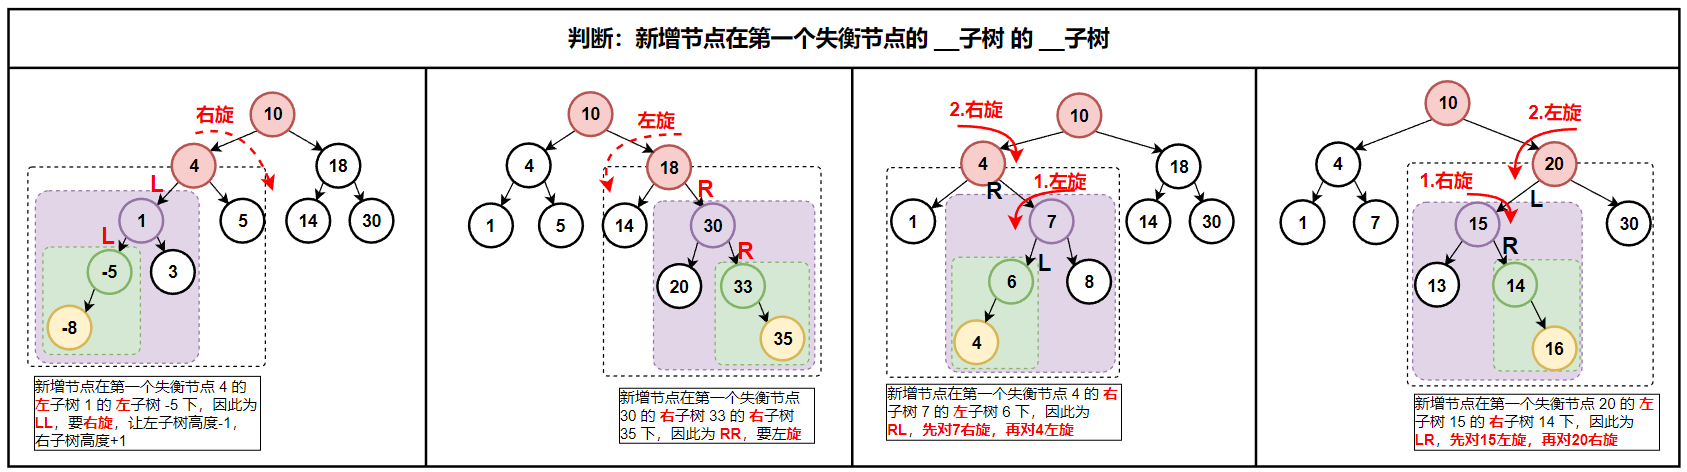 判断：新增节点在第一个失衡节点的 __子树 的 __子树
右旋
10
4
18
L
1
5
14
30
L
-5
3
-8
新增节点在第一个失衡节点 4 的
左子树 1 的 左子树 -5 下，因此为
LL，要右旋，让左子树高度-1，
右子树高度+1
左旋
10
4
18
R
1
5
14
30
R
20
33
35
新增节点在第一个失衡节点
30 的 右子树 33 的 右子树
35 下，因此为 RR，要左旋
2.右旋
10
4
18
R
1.左旋
1
7
14
30
L
6
8
4
新增节点在第一个失衡节点 4 的 右
子树 7 的 左子树 6 下，因此为
RL，先对7右旋，再对4左旋
10
2.左旋
4
20
1.右旋
L
1
7
15
30
R
13
14
16
新增节点在第一个失衡节点 20 的 左
子树 15 的 右子树 14 下，因此为
LR，先对15左旋，再对20右旋